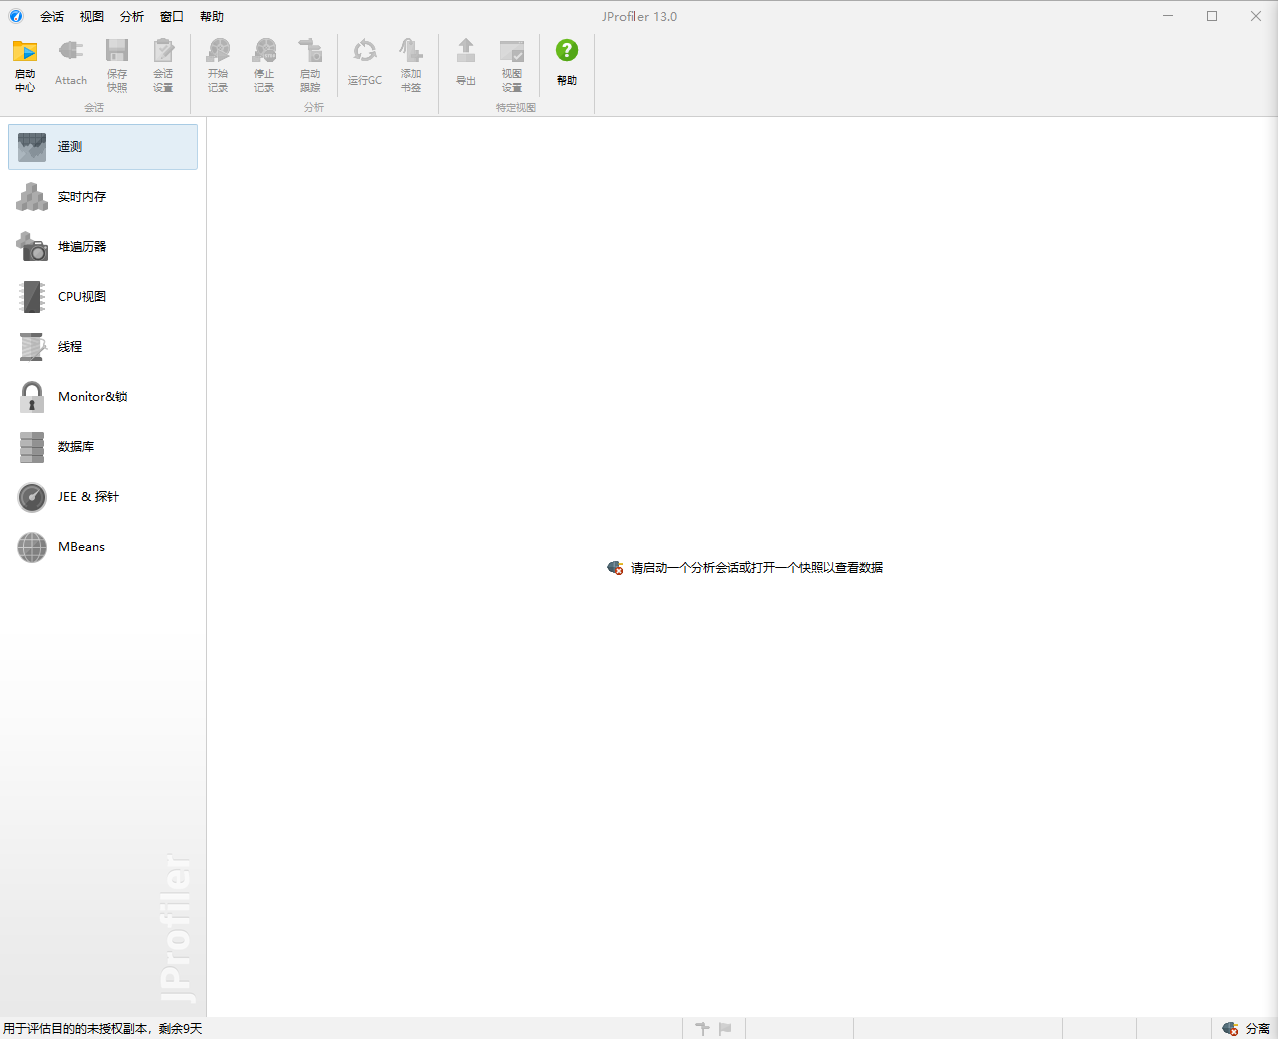 会话 视图 分析 窗口 帮助
JProfiler 13.0
启动
中心
Attach
保存
快照
会话
设置
会话
开始
记录
停止
记录
启动
跟踪
运行GC
添加
书签
分析
导出
视图
设置
特定视图
帮助
遥测
实时内存
堆遍历器
CPU视图
线程
Monitor&锁
数据库
JEE & 探针
MBeans
请启动一个分析会话或打开一个快照以查看数据
JProfiler
用于评估目的的未授权副本，剩余9天
分离